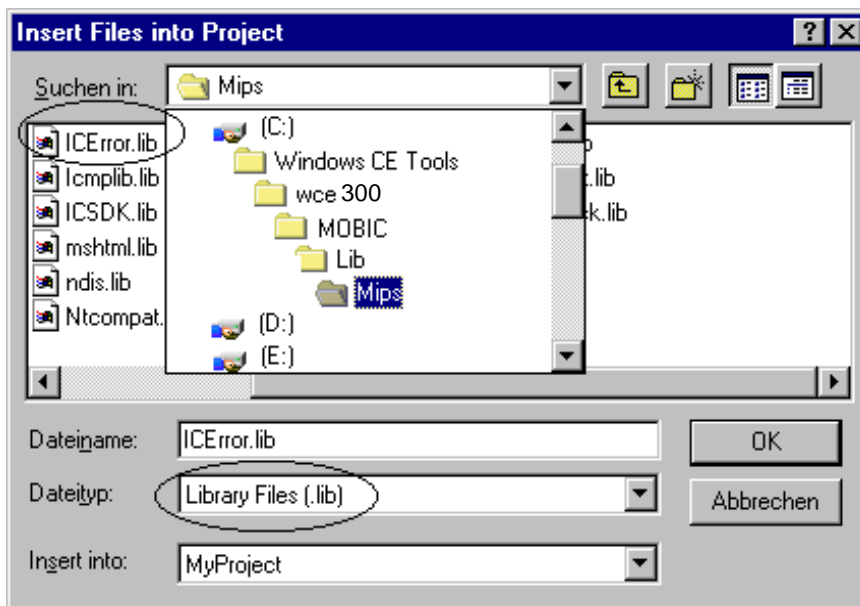 Insert Files into Project
Suchen in: Mips
ICError.lib
Icmplib.lib
ICSDK.lib
mshtml.lib
ndis.lib
Ntcompat.
(C:)
Windows CE Tools
wce 300
MOBIC
Lib
Mips
(D:)
(E:)
.lib
k.lib
Dateiname: ICError.lib
OK
Dateityp: Library Files (.lib)
Abbrechen
Insert into: MyProject